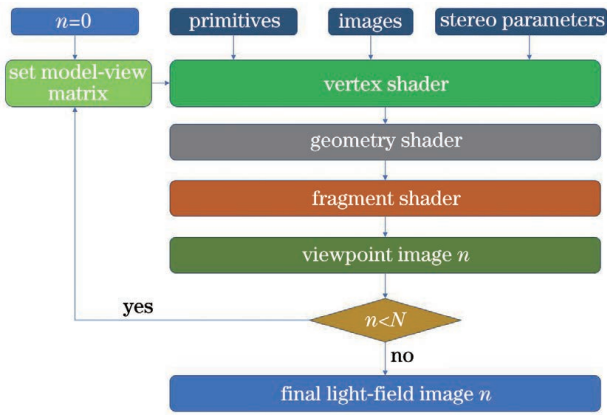 n=0
primitives
images
stereo parameters
set model-view
matrix
vertex shader
geometry shader
fragment shader
viewpoint image n
yes
n<N
no
final light-field image n